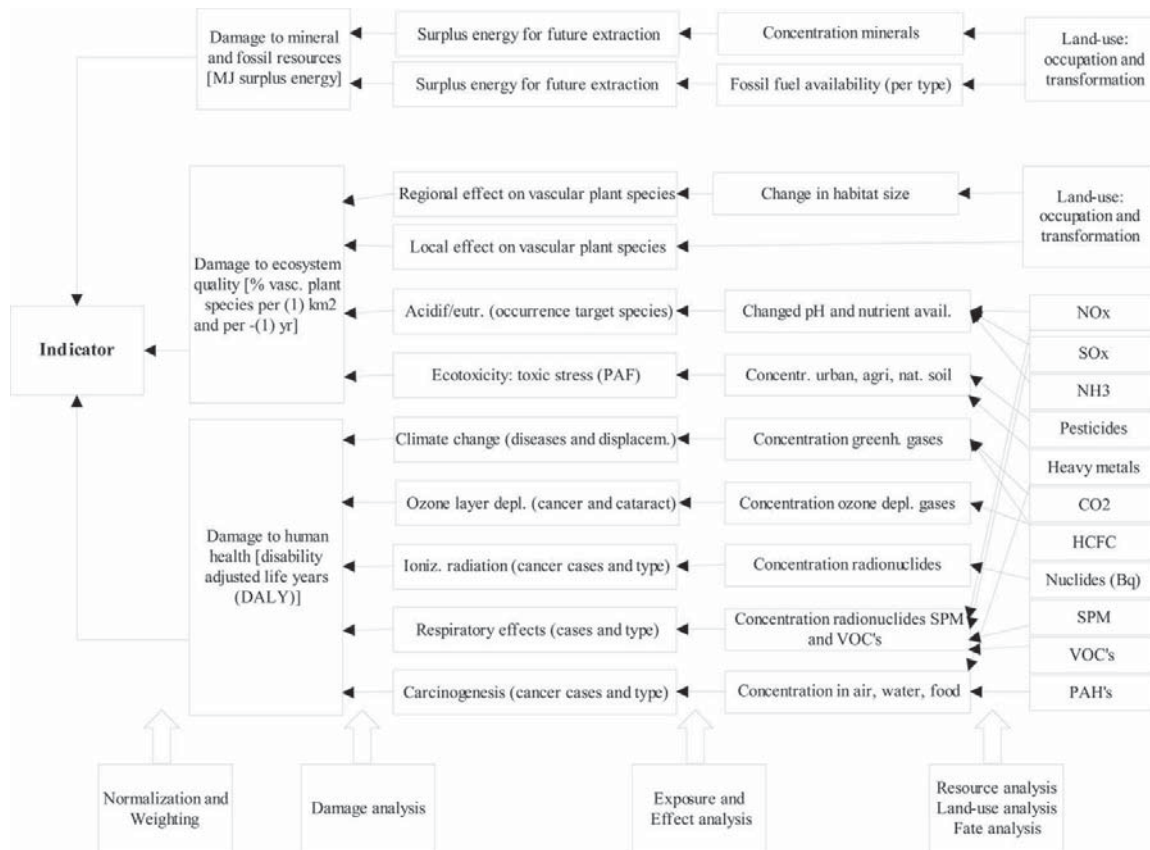 Damage to mineral
and fossil resources
[MJ surplus energy]
Surplus energy for future extraction
Concentration minerals
Land-use:
occupation and
transformation
Surplus energy for future extraction
Fossil fuel availability (per type)
Regional effect on vascular plant species
Change in habitat size
Land-use:
occupation and
transformation
Local effect on vascular plant species
Damage to ecosystem
quality [% vasc. plant
species per (1) km2
and per -(1) yr]
Acidif/eutr. (occurrence target species)
Changed pH and nutrient avail.
Ecotoxicity: toxic stress (PAF)
Concentr. urban, agri, nat. soil
Indicator
NOx
SOx
NH3
Pesticides
Heavy metals
CO2
HCFC
Nuclides (Bq)
SPM
VOC's
PAH's
Damage to human
health [disability
adjusted life years
(DALY)]
Climate change (diseases and displacem.)
Concentration greenh. gases
Ozone layer depl. (cancer and cataract)
Concentration ozone depl. gases
Ioniz. radiation (cancer cases and type)
Concentration radionuclides
Respiratory effects (cases and type)
Concentration radionuclides SPM
and VOC's
Carcinogenesis (cancer cases and type)
Concentration in air, water, food
Normalization and
Weighting
Damage analysis
Exposure and
Effect analysis
Resource analysis
Land-use analysis
Fate analysis